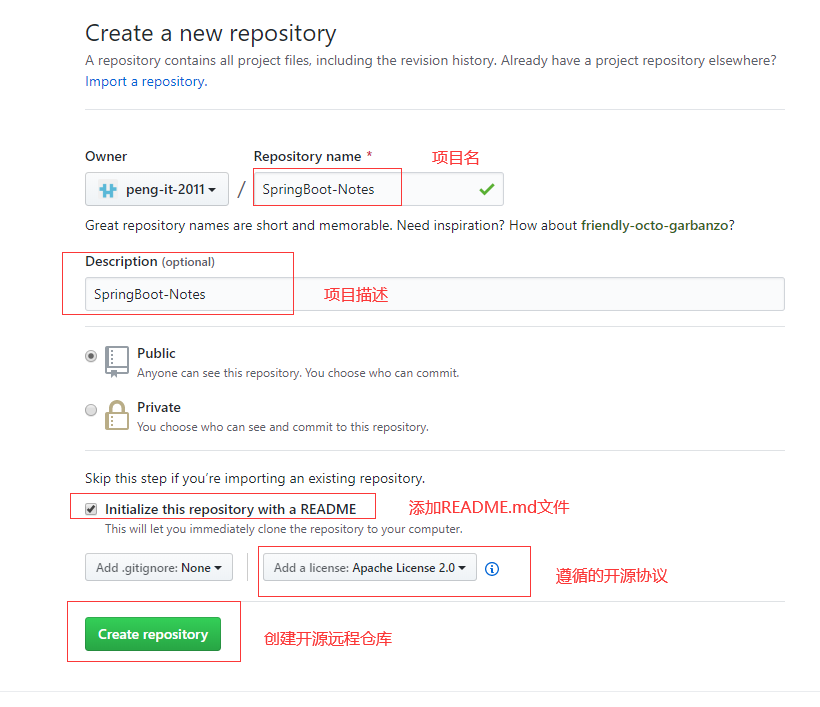 Create a new repository
A repository contains all project files, including the revision history. Already have a project repository elsewhere?
Import a repository.
Owner
Repository name *
项目名
peng-it-2011
/
SpringBoot-Notes
Great repository names are short and memorable. Need inspiration? How about friendly-octo-garbanzo?
Description (optional)
SpringBoot-Notes
项目描述
Public
Anyone can see this repository. You choose who can commit.
Private
You choose who can see and commit to this repository.
Skip this step if you’re importing an existing repository.
Initialize this repository with a README
添加README.md文件
This will let you immediately clone the repository to your computer.
Add .gitignore: None
Add a license: Apache License 2.0
遵循的开源协议
Create repository
创建开源远程仓库